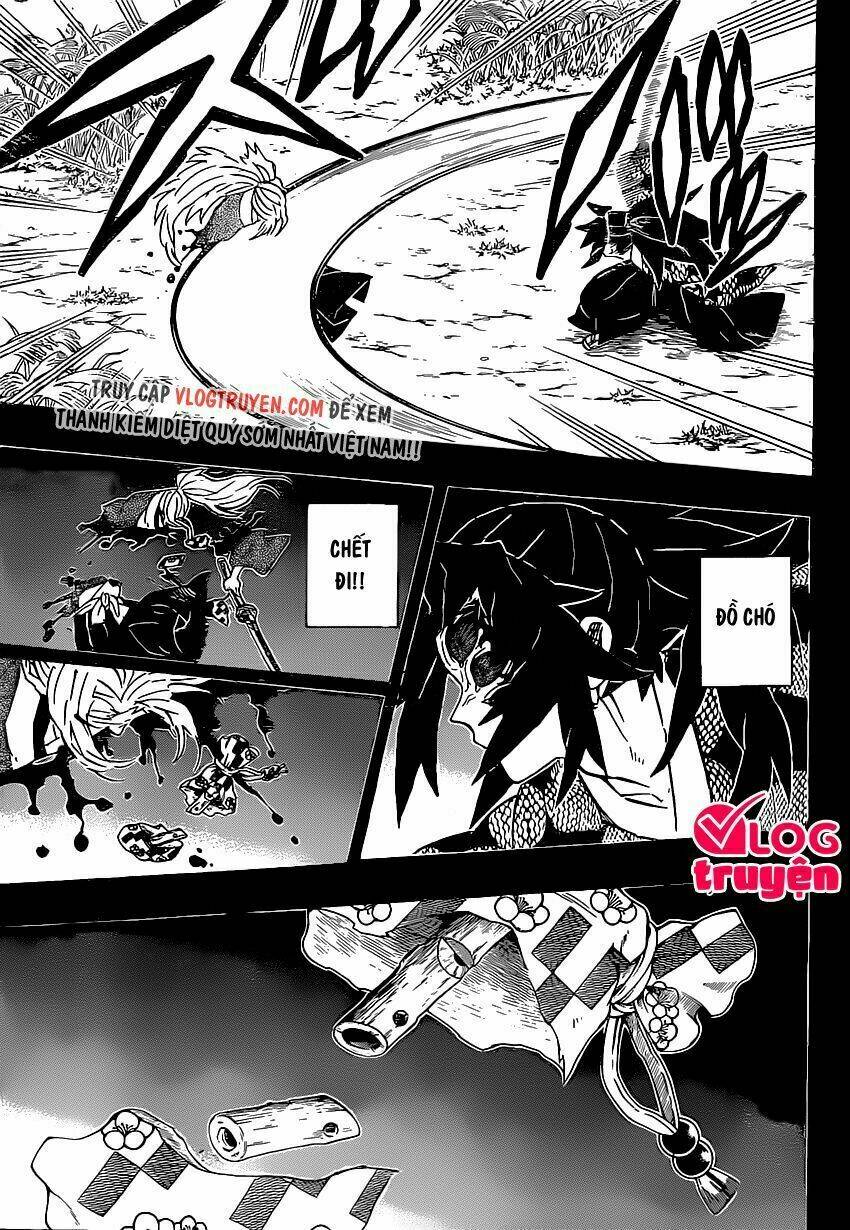 TRUY CẬP VLOGTRUYEN.COM ĐỂ XEM
THANH KIẾM DIỆT QUỶ SỚM NHẤT VIỆT NAM!!
ĐỒ CHÓ
CHẾT
ĐI!!
VLOG
truyện